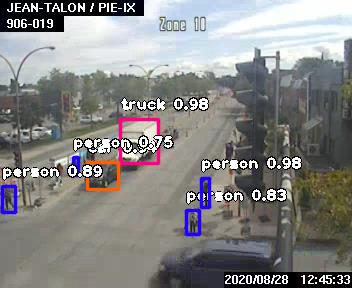 JEAN-TALON / PIE-IX
906-019
Zone 10
truck 0.98
person 0.75
person 0.98
person 0.89
person 0.83
2020/08/28 12:45:33